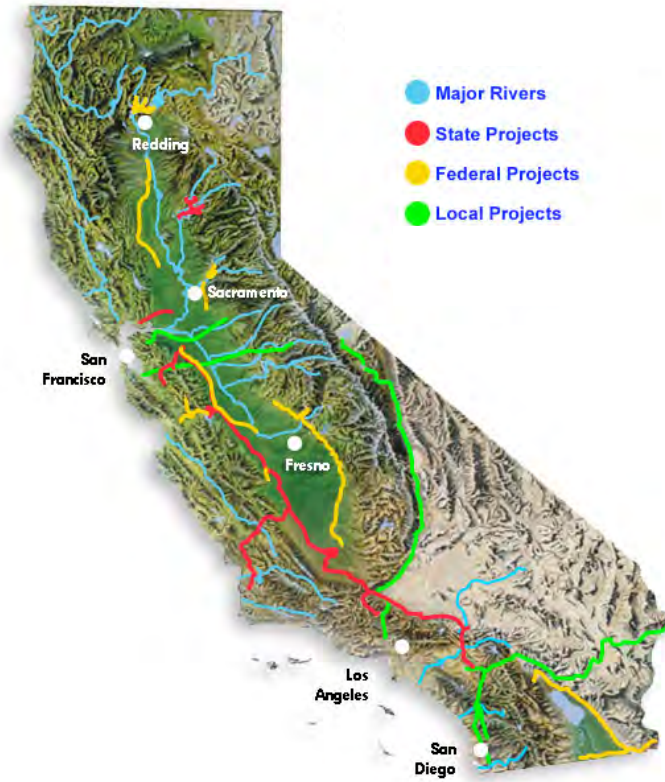 Major Rivers
State Projects
Federal Projects
Local Projects
Redding
Sacramento
San
Francisco
Fresno
Los
Angeles
San
Diego